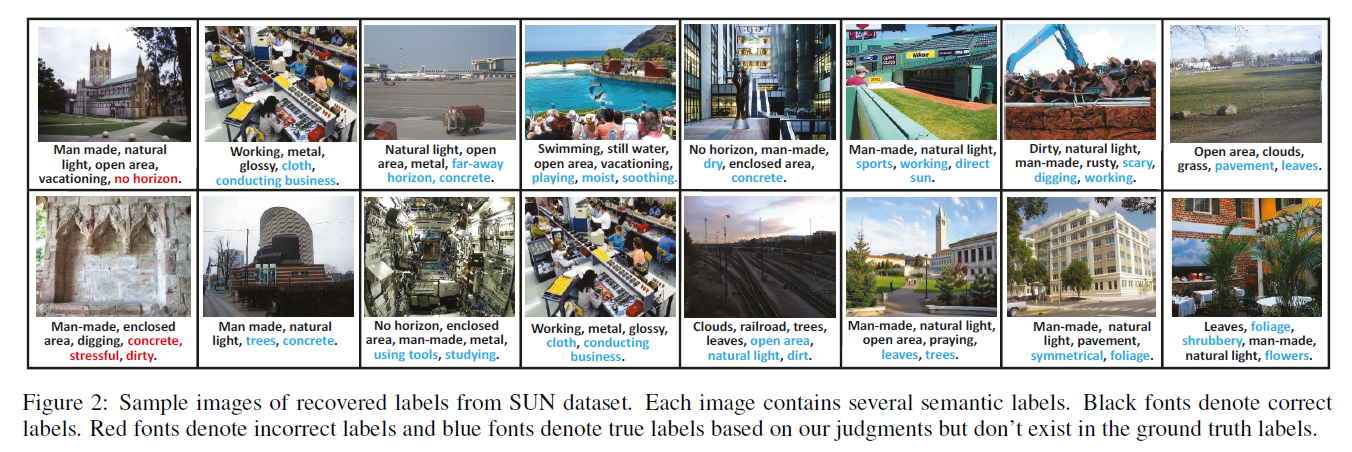 Man made, natural
light, open area,
vacationing, no horizon.
Working, metal,
glossy, cloth,
conducting business.
Natural light, open
area, metal, far-away
horizon, concrete.
Swimming, still water,
open area, vacationing,
playing, moist, soothing.
No horizon, man-made,
dry, enclosed area,
concrete.
Nikon
Man-made, natural light,
sports, working, direct
sun.
Dirty, natural light,
man-made, rusty, scary,
digging, working.
Open area, clouds,
grass, pavement, leaves.
Man-made, enclosed
area, digging, concrete,
stressful, dirty.
Man made, natural
light, trees, concrete.
No horizon, enclosed
area, man-made, metal,
using tools, studying.
Working, metal, glossy,
cloth, conducting
business.
Clouds, railroad, trees,
leaves, open area,
natural light, dirt.
Man-made, natural light,
open area, praying,
leaves, trees.
Man-made, natural
light, pavement,
symmetrical, foliage.
Leaves, foliage,
shrubbery, man-made,
natural light, flowers.
Figure 2: Sample images of recovered labels from SUN dataset. Each image contains several semantic labels. Black fonts denote correct
labels. Red fonts denote incorrect labels and blue fonts denote true labels based on our judgments but don't exist in the ground truth labels.